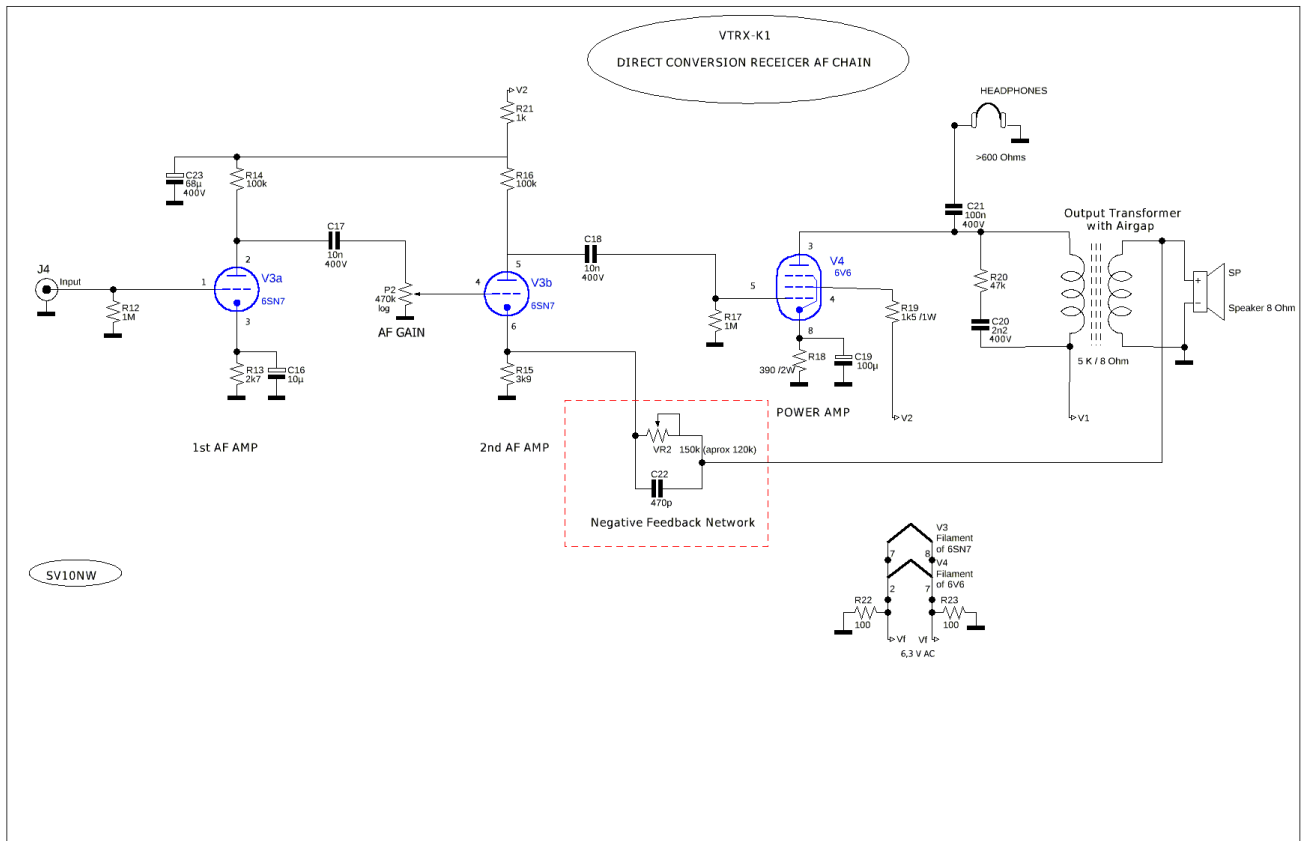 VTRX-K1
DIRECT CONVERSION RECEICER AF CHAIN
HEADPHONES
>600 Ohms
V2
R21
1k
C23
68µ
400V
R14
100k
R16
100k
C21
100n
400V
Output Transformer
with Airgap
J4
Input
R12
1M
1
2
V3a
6SN7
3
C17
10n
400V
P2
470k
log
AF GAIN
5
4
V3b
6SN7
6
C18
10n
400V
R17
1M
3
V4
6V6
5
4
8
R19
1k5 /1W
R20
47k
C20
2n2
400V
+
−
SP
Speaker 8 Ohm
5 K / 8 Ohm
R13
2k7
C16
10µ
R15
3k9
R18
390 /2W
C19
100µ
POWER AMP
V2
V1
1st AF AMP
2nd AF AMP
VR2
150k (aprox 120k)
C22
470p
Negative Feedback Network
V3
Filament
of 6SN7
7
8
V4
Filament
of 6V6
2
7
R22
100
R23
100
Vf
Vf
6,3 V AC
SV10NW